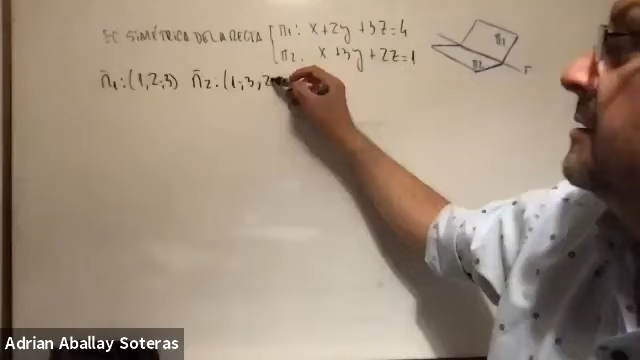 EC SIMÉTRICA DE LA RECTA
π1: x+2y+3z=4
π2: x+3y+2z=1
π1
π2
r
n̄1:(1,2,3) n̄2:(1,3,2
Adrian Aballay Soteras